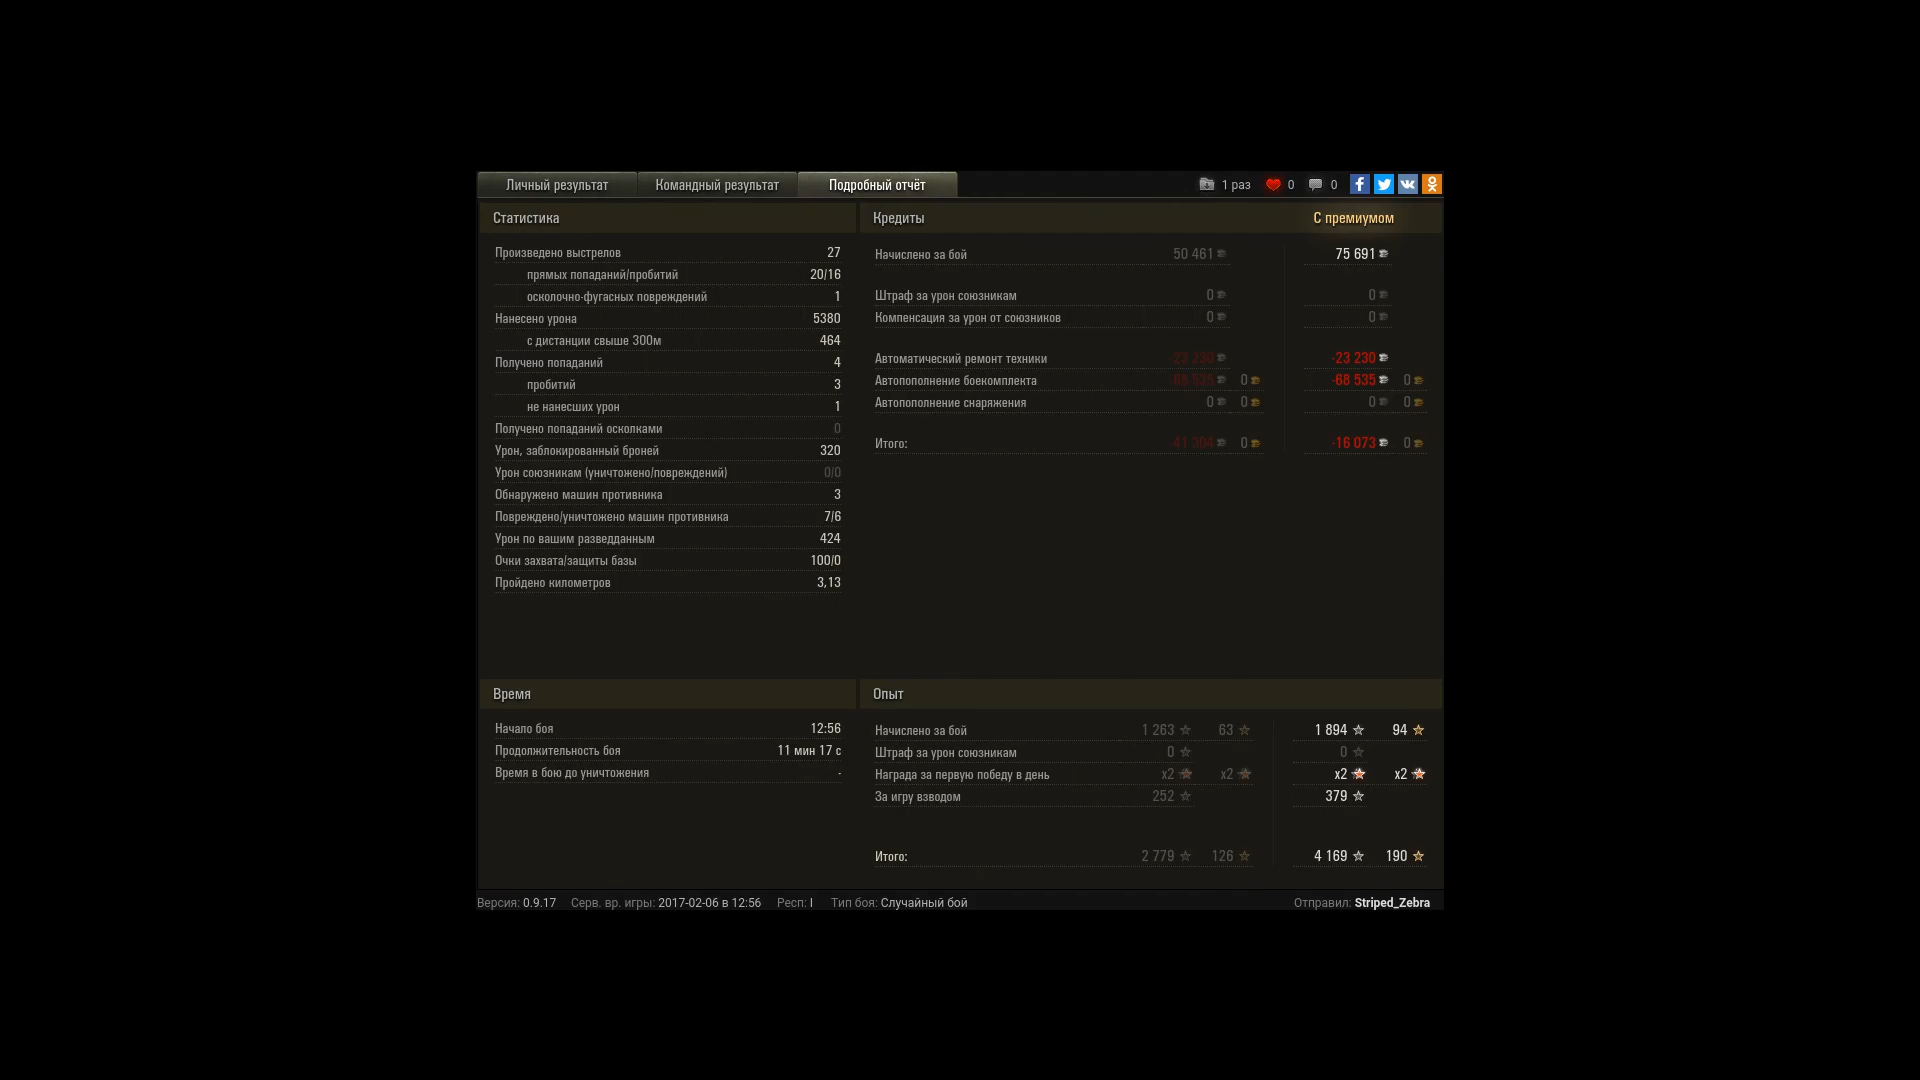 Личный результат Командный результат Подробный отчёт 1 раз 0 0
Статистика
Произведено выстрелов 27
прямых попаданий/пробитий 20/16
осколочно-фугасных повреждений 1
Нанесено урона 5380
с дистанции свыше 300м 464
Получено попаданий 4
пробитий 3
не нанесших урон 1
Получено попаданий осколками 0
Урон, заблокированный броней 320
Урон союзникам (уничтожено/повреждений) 0/0
Обнаружено машин противника 3
Повреждено/уничтожено машин противника 7/6
Урон по вашим разведданным 424
Очки захвата/защиты базы 100/0
Пройдено километров 3,13
Кредиты С премиумом
Начислено за бой 50 461 75 691
Штраф за урон союзникам 0 0
Компенсация за урон от союзников 0 0
Автоматический ремонт техники -23 230 -23 230
Автопополнение боекомплекта -68 535 0 -68 535 0
Автопополнение снаряжения 0 0 0 0
Итого: -41 304 0 -16 073 0
Время
Начало боя 12:56
Продолжительность боя 11 мин 17 с
Время в бою до уничтожения -
Опыт
Начислено за бой 1 263 63 1 894 94
Штраф за урон союзникам 0 0
Награда за первую победу в день x2 x2 x2 x2
За игру взводом 252 379
Итого: 2 779 126 4 169 190
Версия: 0.9.17 Серв. вр. игры: 2017-02-06 в 12:56 Респ: I Тип боя: Случайный бой Отправил: Striped_Zebra